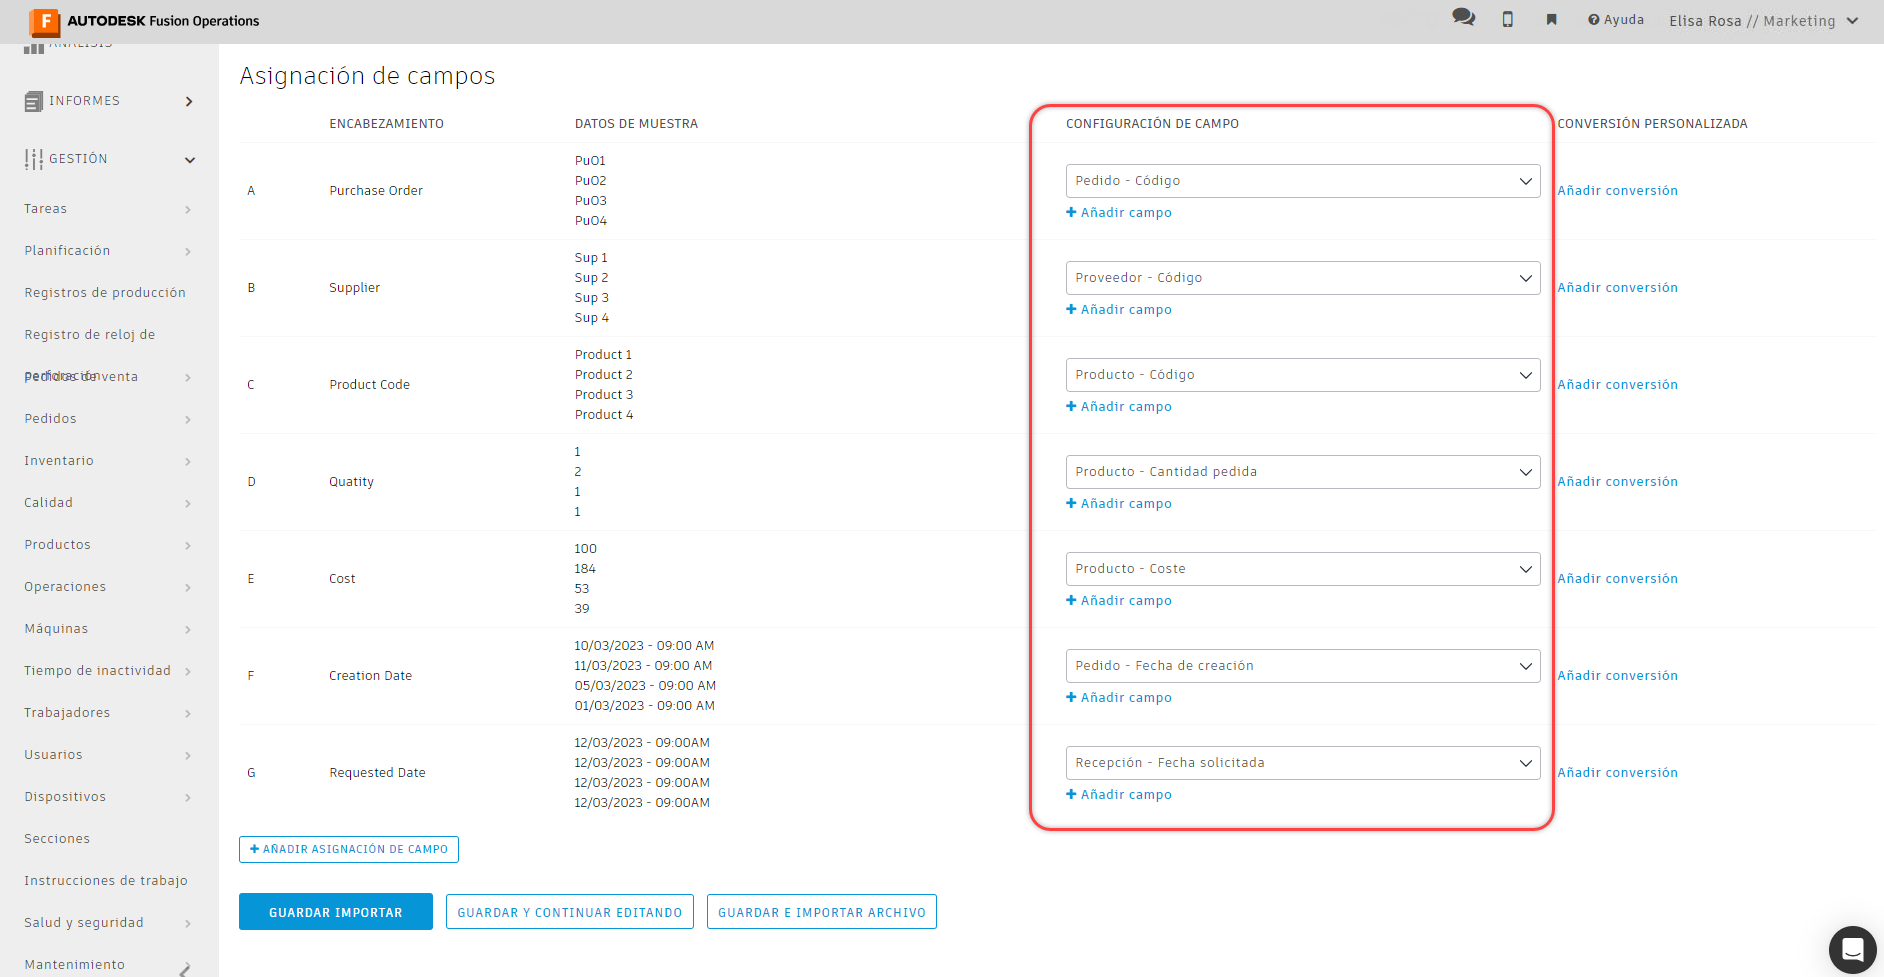 AUTODESK Fusion Operations
Ayuda
Elisa Rosa // Marketing
ANÁLISIS
INFORMES
GESTIÓN
Tareas
Planificación
Registros de producción
Registro de reloj de
perforación
Pedidos de venta
Pedidos
Inventario
Calidad
Productos
Operaciones
Máquinas
Tiempo de inactividad
Trabajadores
Usuarios
Dispositivos
Secciones
Instrucciones de trabajo
Salud y seguridad
Mantenimiento
Asignación de campos
ENCABEZAMIENTO DATOS DE MUESTRA CONFIGURACIÓN DE CAMPO CONVERSIÓN PERSONALIZADA
A Purchase Order
PuO1
PuO2
PuO3
PuO4
Pedido - Código
+ Añadir campo
Añadir conversión
B Supplier
Sup 1
Sup 2
Sup 3
Sup 4
Proveedor - Código
+ Añadir campo
Añadir conversión
C Product Code
Product 1
Product 2
Product 3
Product 4
Producto - Código
+ Añadir campo
Añadir conversión
D Quatity
1
2
1
1
Producto - Cantidad pedida
+ Añadir campo
Añadir conversión
E Cost
100
184
53
39
Producto - Coste
+ Añadir campo
Añadir conversión
F Creation Date
10/03/2023 - 09:00 AM
11/03/2023 - 09:00 AM
05/03/2023 - 09:00 AM
01/03/2023 - 09:00 AM
Pedido - Fecha de creación
+ Añadir campo
Añadir conversión
G Requested Date
12/03/2023 - 09:00AM
12/03/2023 - 09:00AM
12/03/2023 - 09:00AM
12/03/2023 - 09:00AM
Recepción - Fecha solicitada
+ Añadir campo
Añadir conversión
+ AÑADIR ASIGNACIÓN DE CAMPO
GUARDAR IMPORTAR
GUARDAR Y CONTINUAR EDITANDO
GUARDAR E IMPORTAR ARCHIVO